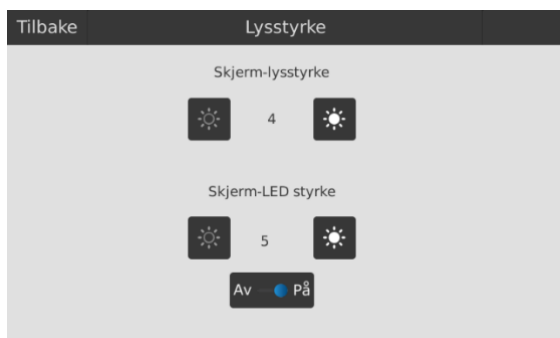 Tilbake Lysstyrke
Skjerm-lysstyrke
4
Skjerm-LED styrke
5
Av På